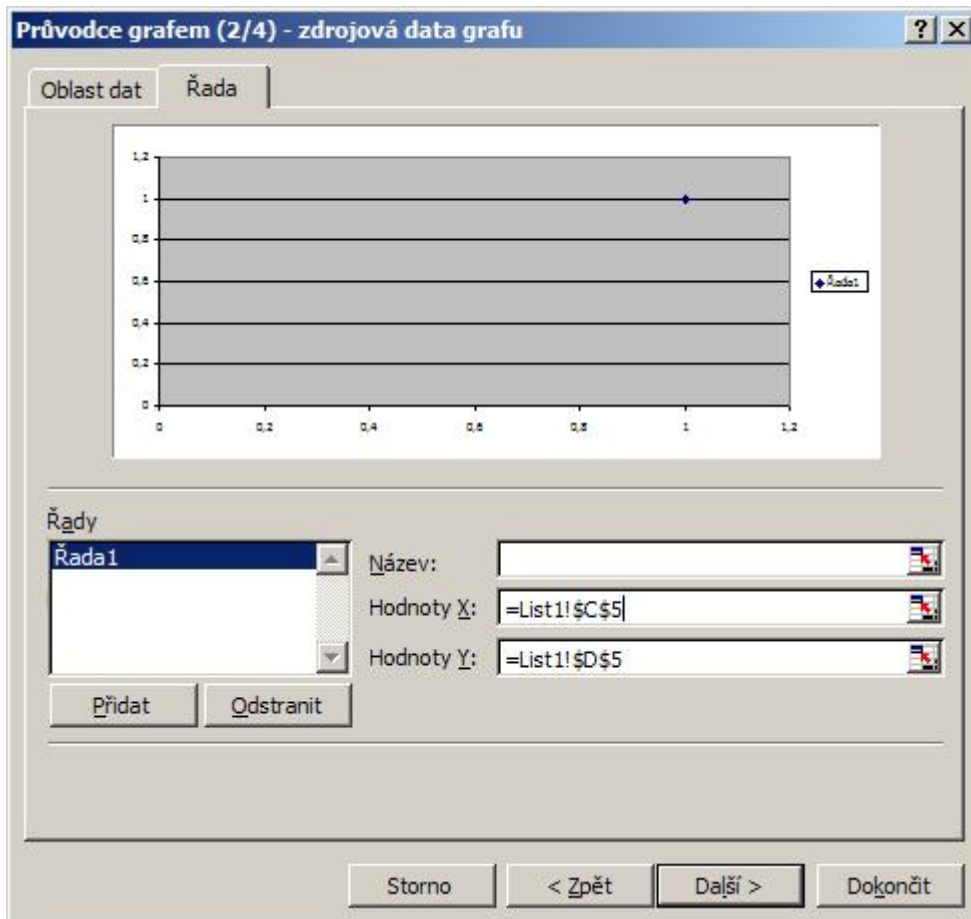 Průvodce grafem (2/4) - zdrojová data grafu
Oblast dat
Řada
1,2
1
0,8
0,6
0,4
0,2
0
0
0,2
0,4
0,6
0,8
1
1,2
Řada1
Řady
Řada1
Název:
Hodnoty X: =List1!$C$5
Hodnoty Y: =List1!$D$5
Přidat
Odstranit
Storno
< Zpět
Další >
Dokončit